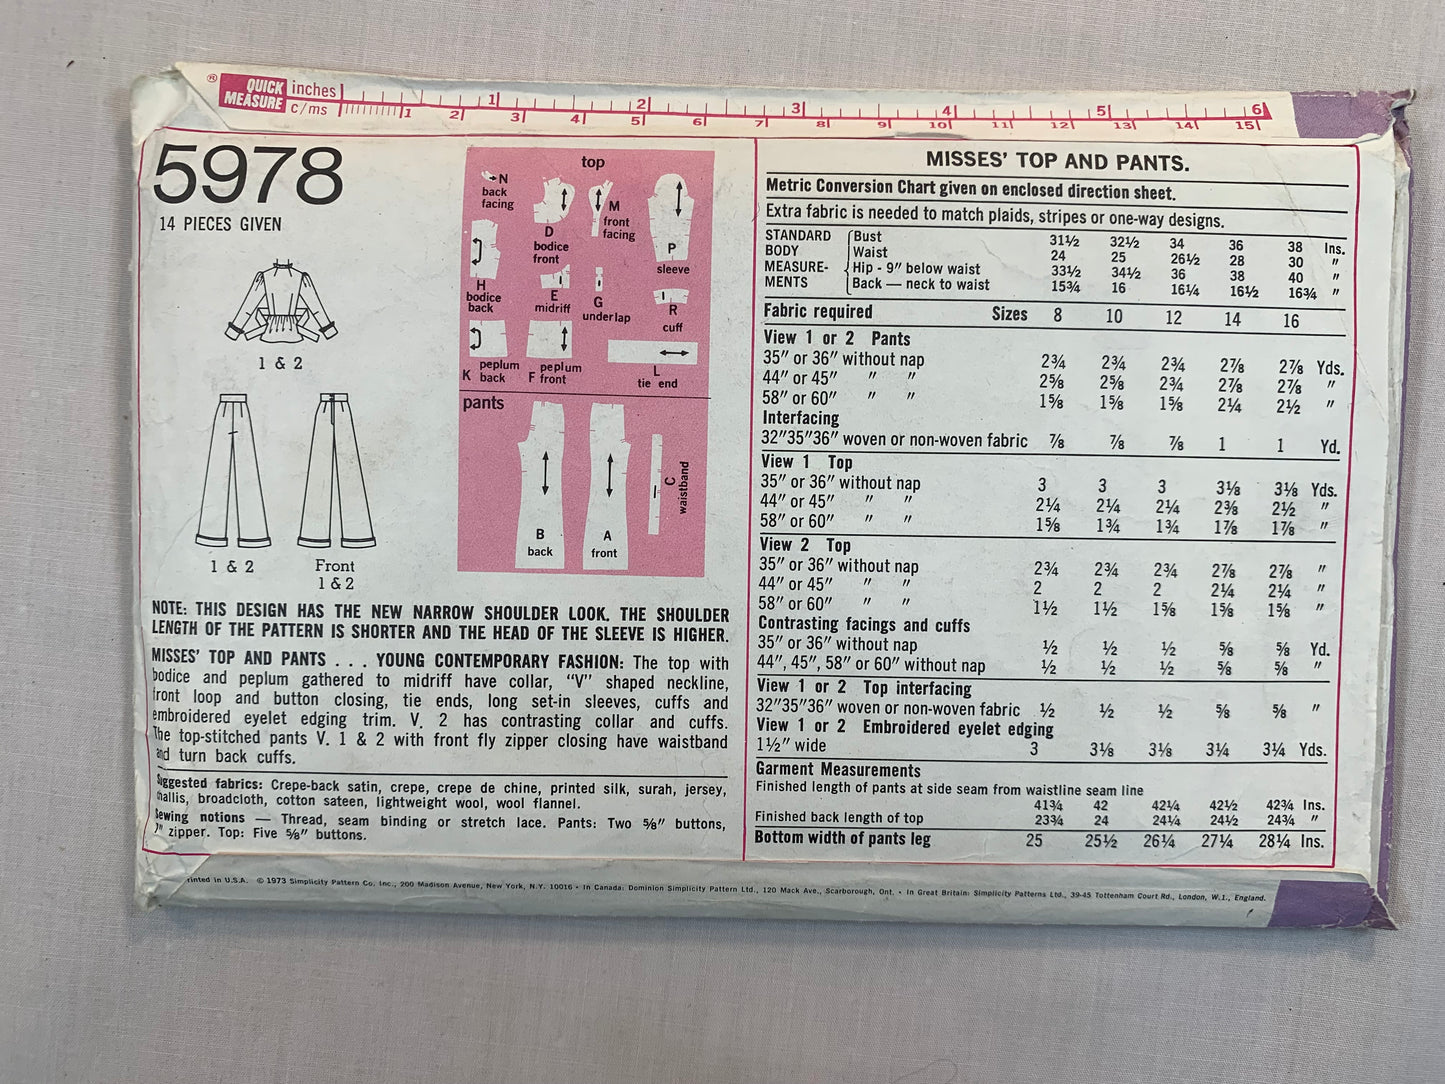 ® QUICK MEASURE inches 1 2 3 4 5 6
c/ms 1 2 3 4 5 6 7 8 9 10 11 12 13 14 15
5978
14 PIECES GIVEN
1 & 2
1 & 2
Front
1 & 2
top
N
back
facing
D
bodice
front
M
front
facing
P
sleeve
H
bodice
back
E
midriff
G
underlap
R
cuff
K peplum
back
F peplum
front
L
tie end
pants
B
back
A
front
C
waistband
NOTE: THIS DESIGN HAS THE NEW NARROW SHOULDER LOOK. THE SHOULDER
LENGTH OF THE PATTERN IS SHORTER AND THE HEAD OF THE SLEEVE IS HIGHER.
MISSES' TOP AND PANTS . . . YOUNG CONTEMPORARY FASHION: The top with
bodice and peplum gathered to midriff have collar, "V" shaped neckline,
front loop and button closing, tie ends, long set-in sleeves, cuffs and
embroidered eyelet edging trim. V. 2 has contrasting collar and cuffs.
The top-stitched pants V. 1 & 2 with front fly zipper closing have waistband
and turn back cuffs.
Suggested fabrics: Crepe-back satin, crepe, crepe de chine, printed silk, surah, jersey,
challis, broadcloth, cotton sateen, lightweight wool, wool flannel.
Sewing notions — Thread, seam binding or stretch lace. Pants: Two ⅝" buttons,
7" zipper. Top: Five ⅝" buttons.
MISSES' TOP AND PANTS.
Metric Conversion Chart given on enclosed direction sheet.
Extra fabric is needed to match plaids, stripes or one-way designs.
STANDARD BODY MEASUREMENTS
Bust 31½ 32½ 34 36 38 Ins.
Waist 24 25 26½ 28 30 "
Hip - 9" below waist 33½ 34½ 36 38 40 "
Back — neck to waist 15¾ 16 16¼ 16½ 16¾ "
Fabric required Sizes 8 10 12 14 16
View 1 or 2 Pants
35" or 36" without nap 2¾ 2¾ 2¾ 2⅞ 2⅞ Yds.
44" or 45" " " 2⅝ 2⅝ 2¾ 2⅞ 2⅞ "
58" or 60" " " 1⅝ 1⅝ 1⅝ 2¼ 2½ "
Interfacing
32"35"36" woven or non-woven fabric ⅞ ⅞ ⅞ 1 1 Yd.
View 1 Top
35" or 36" without nap 3 3 3 3⅛ 3⅛ Yds.
44" or 45" " " 2¼ 2¼ 2¼ 2⅜ 2½ "
58" or 60" " " 1⅝ 1¾ 1¾ 1⅞ 1⅞ "
View 2 Top
35" or 36" without nap 2¾ 2¾ 2¾ 2⅞ 2⅞ "
44" or 45" " " 2 2 2 2¼ 2¼ "
58" or 60" " " 1½ 1½ 1⅝ 1⅝ 1⅝ "
Contrasting facings and cuffs
35" or 36" without nap ½ ½ ½ ⅝ ⅝ Yd.
44", 45", 58" or 60" without nap ½ ½ ½ ⅝ ⅝ "
View 1 or 2 Top interfacing
32"35"36" woven or non-woven fabric ½ ½ ½ ⅝ ⅝ "
View 1 or 2 Embroidered eyelet edging
1½" wide 3 3⅛ 3⅛ 3¼ 3¼ Yds.
Garment Measurements
Finished length of pants at side seam from waistline seam line
41¾ 42 42¼ 42½ 42¾ Ins.
Finished back length of top 23¾ 24 24¼ 24½ 24¾ "
Bottom width of pants leg 25 25½ 26¼ 27¼ 28¼ Ins.
Printed in U.S.A. © 1973 Simplicity Pattern Co. Inc., 200 Madison Avenue, New York, N.Y. 10016 • In Canada: Dominion Simplicity Pattern Ltd., 120 Mack Ave., Scarborough, Ont. • In Great Britain: Simplicity Patterns Ltd., 39-45 Tottenham Court Rd., London, W.1., England.